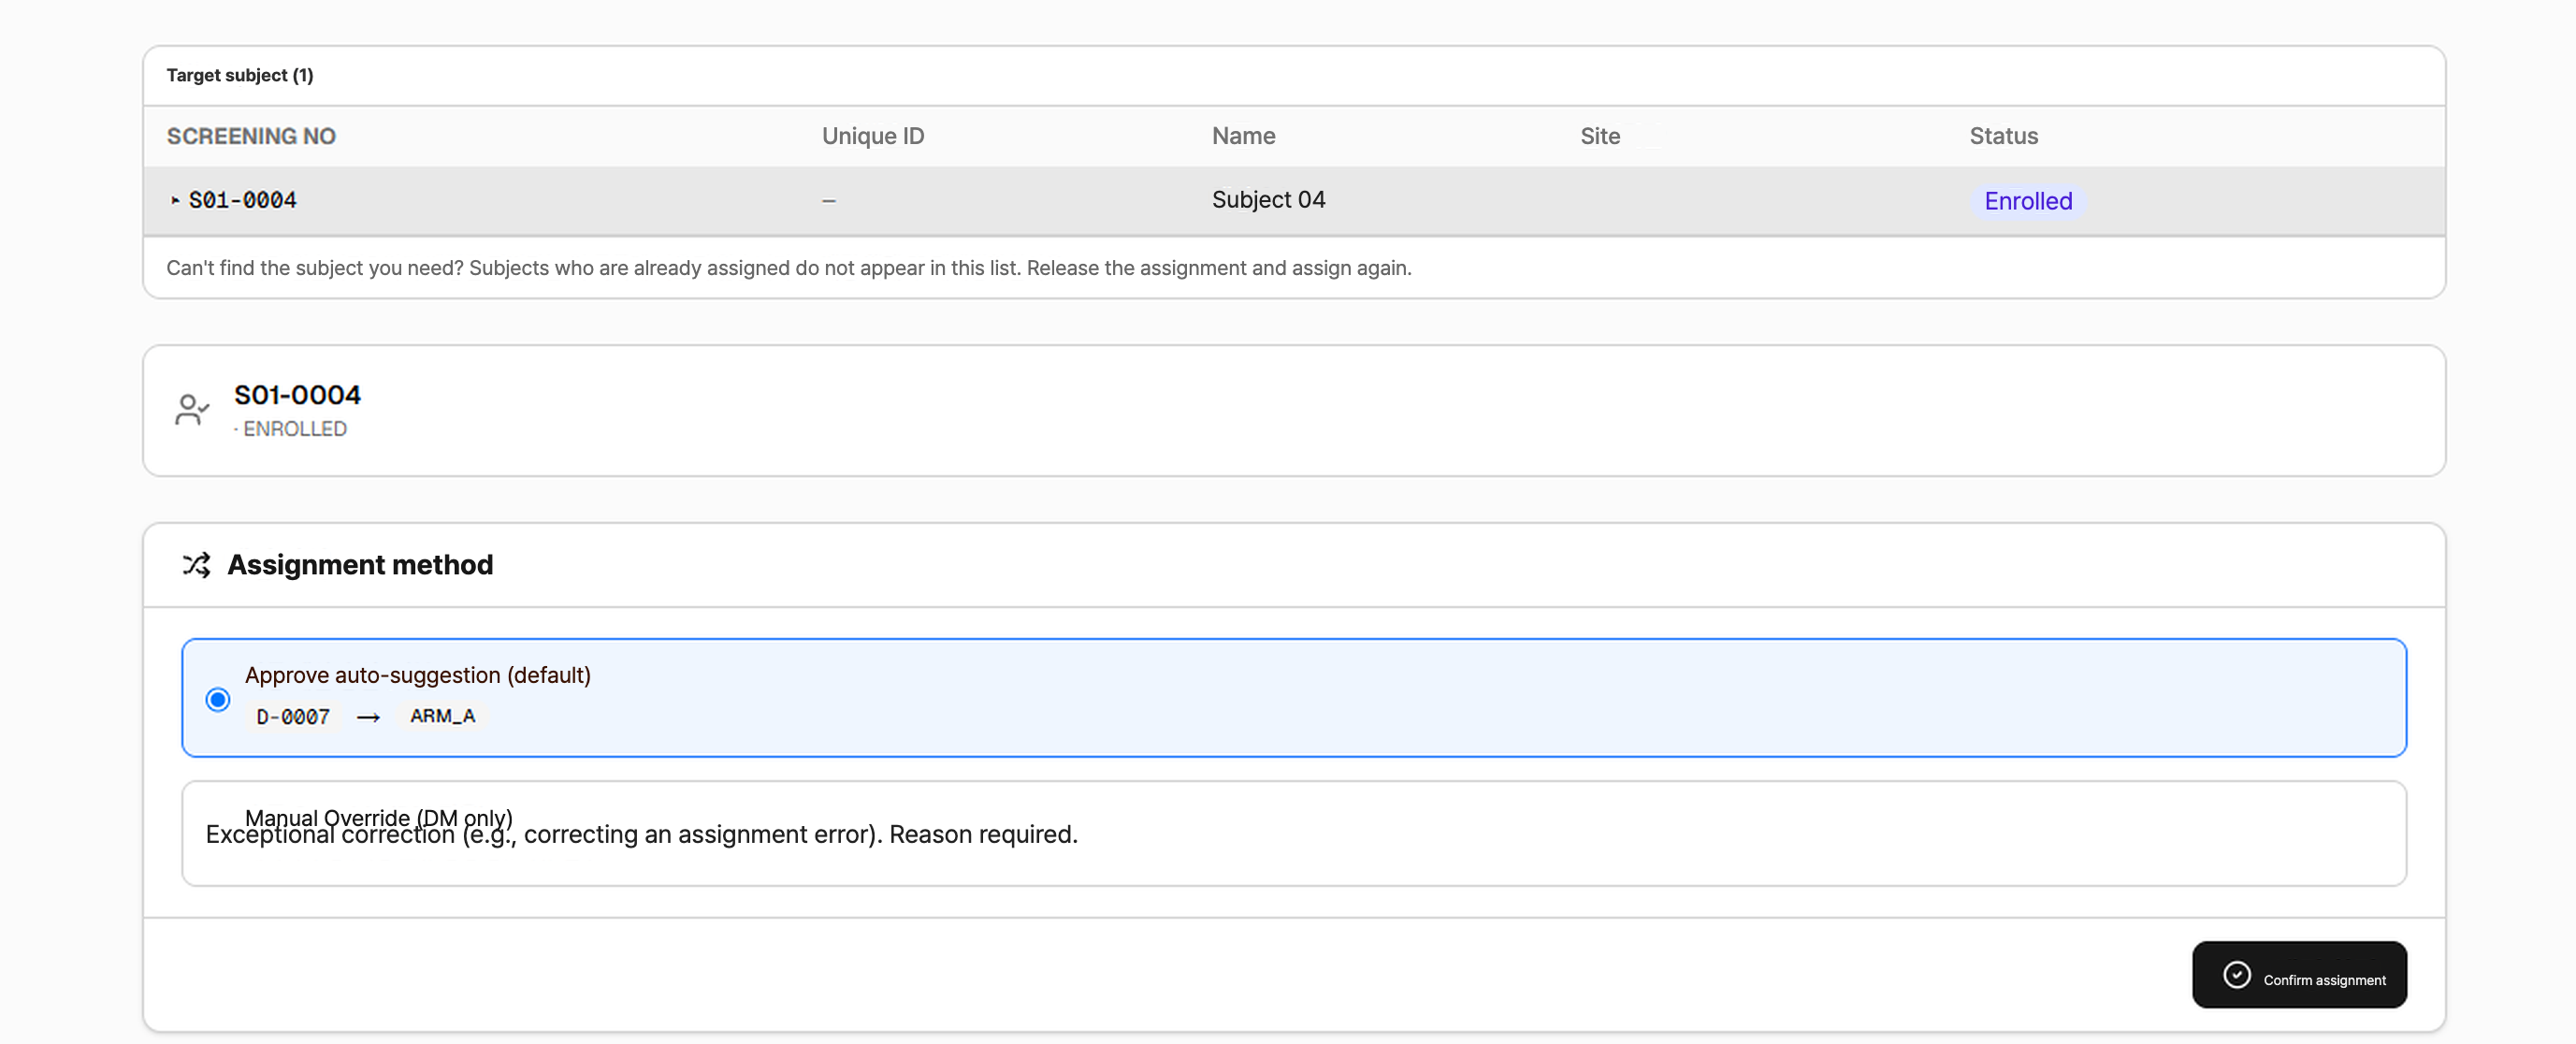 Target subject (1)
SCREENING NO Unique ID Name Site Status
S01-0004 – Subject 04 Enrolled
Can't find the subject you need? Subjects who are already assigned do not appear in this list. Release the assignment and assign again.
S01-0004
· ENROLLED
Assignment method
Approve auto-suggestion (default)
D-0007 → ARM_A
Manual Override (DM only)
Exceptional correction (e.g., correcting an assignment error). Reason required.
Confirm assignment